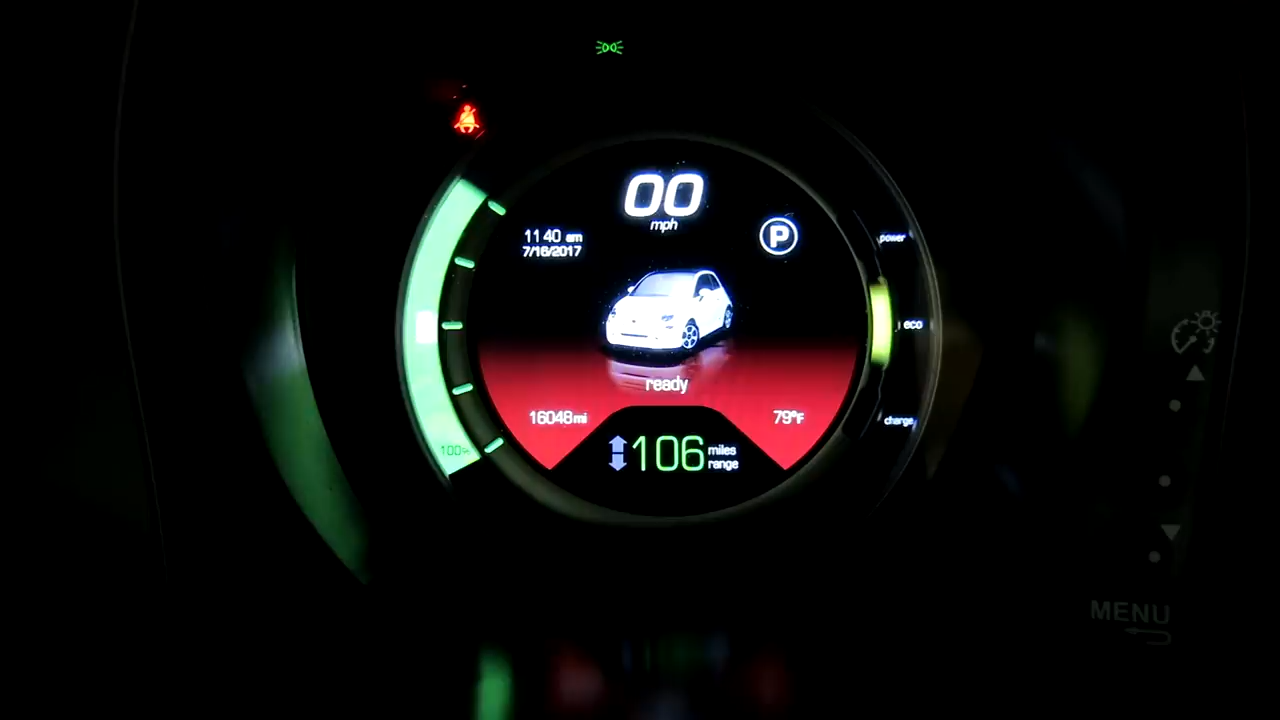 00
mph
11 40 am
7/16/2017
P
power
eco
charge
ready
16048 mi
79°F
100%
106 miles range
MENU